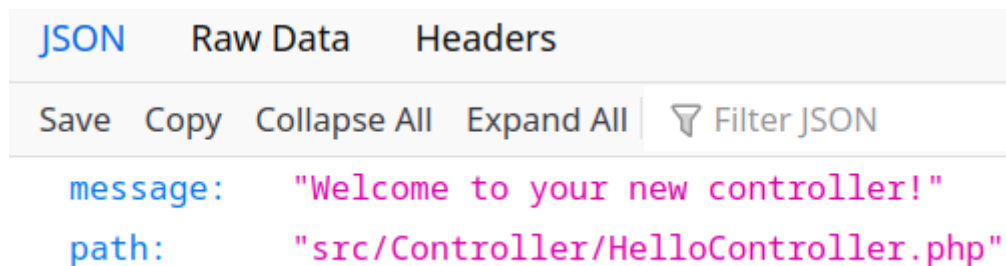 JSON Raw Data Headers
Save Copy Collapse All Expand All Filter JSON
message: "Welcome to your new controller!"
path: "src/Controller/HelloController.php"